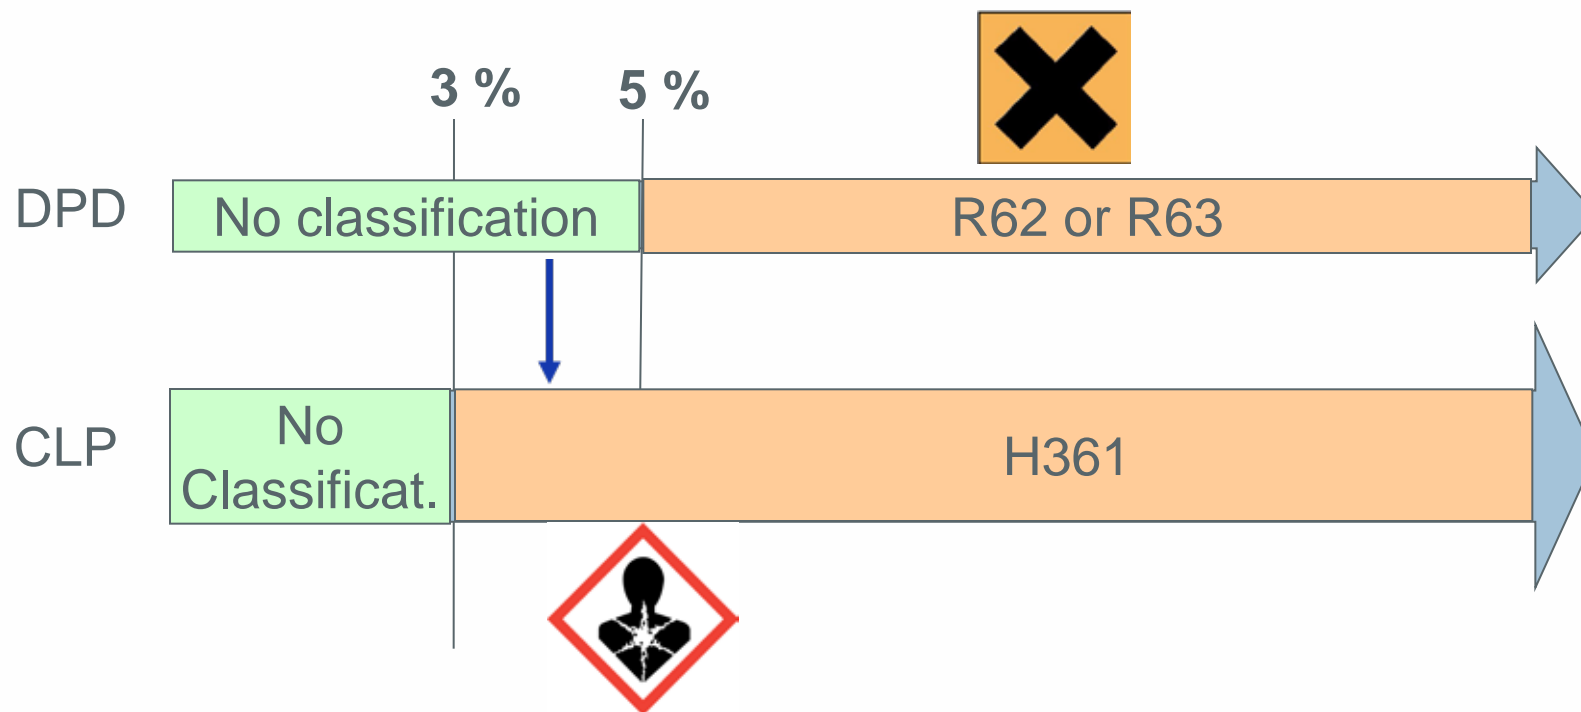 3 % 5 %
DPD No classification R62 or R63
CLP No
Classificat. H361